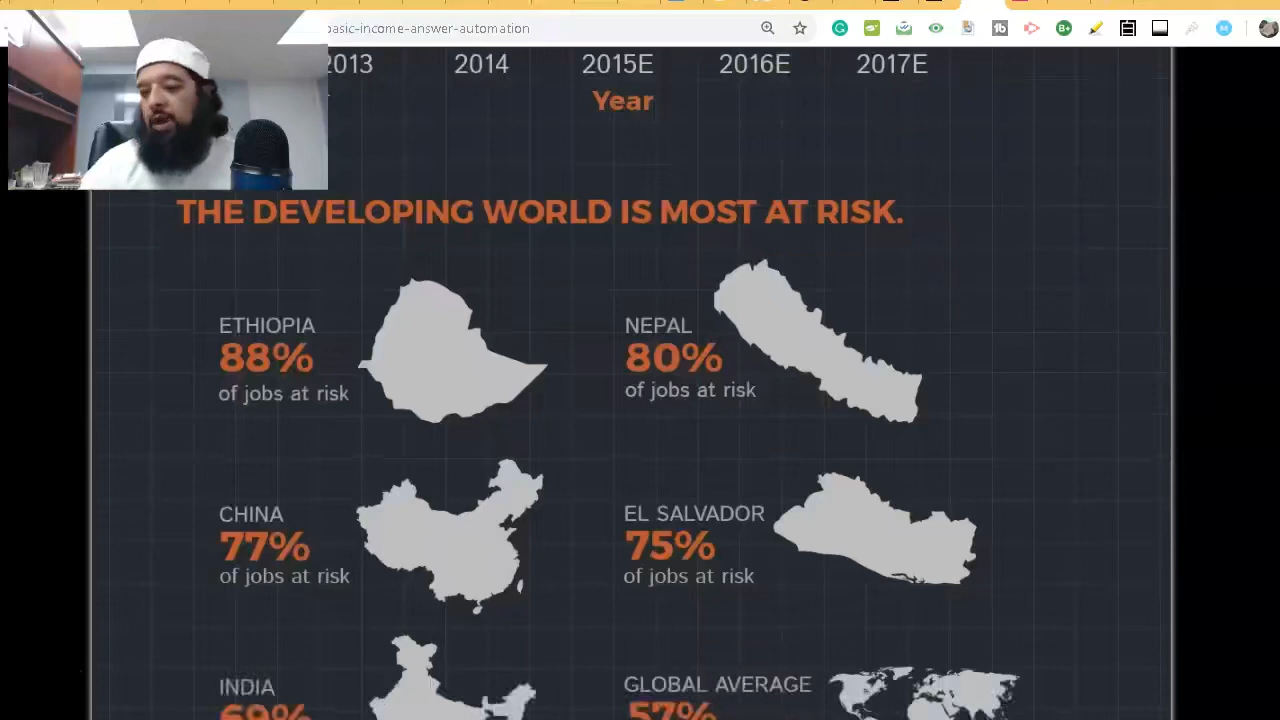 basic-income-answer-automation
2013 2014 2015E 2016E 2017E
Year
THE DEVELOPING WORLD IS MOST AT RISK.
ETHIOPIA
88%
of jobs at risk
NEPAL
80%
of jobs at risk
CHINA
77%
of jobs at risk
EL SALVADOR
75%
of jobs at risk
INDIA
69%
GLOBAL AVERAGE
57%